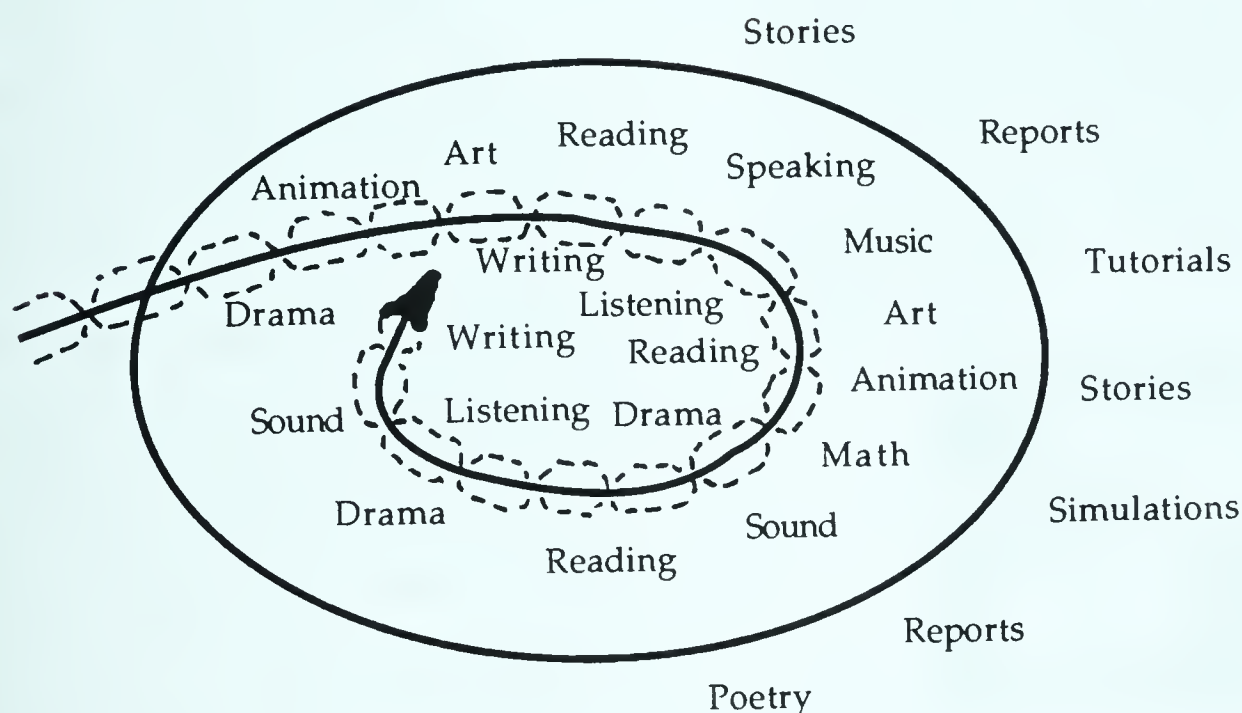 Stories
Reports
Reading
Art
Speaking
Animation
Music
Tutorials
Writing
Listening
Drama
Art
Writing
Reading
Animation
Stories
Listening
Drama
Sound
Math
Drama
Sound
Simulations
Reading
Reports
Poetry